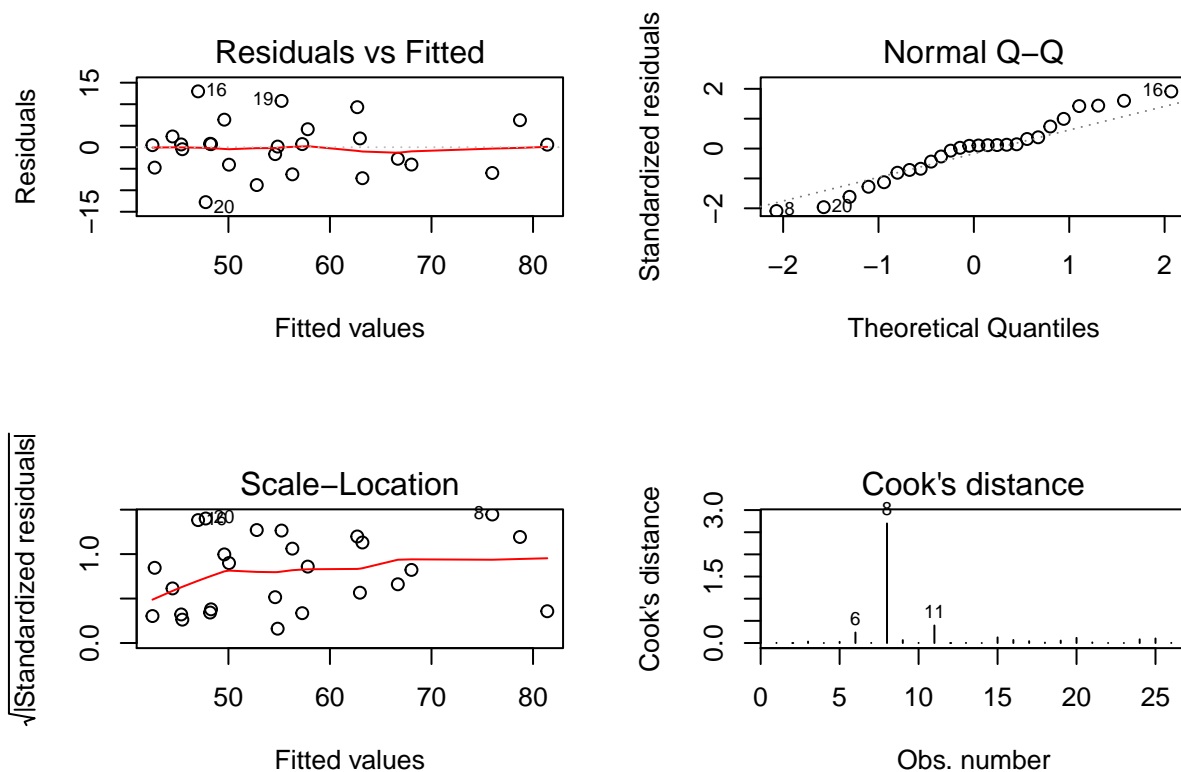 Residuals vs Fitted
Residuals
15
0
−15
16
19
20
50 60 70 80
Fitted values
Normal Q−Q
Standardized residuals
2
0
−2
16
8
20
−2 −1 0 1 2
Theoretical Quantiles
Scale−Location
√|Standardized residuals|
1.0
0.0
20
8
50 60 70 80
Fitted values
Cook's distance
Cook's distance
3.0
1.5
0.0
8
6
11
0 5 10 15 20 25
Obs. number